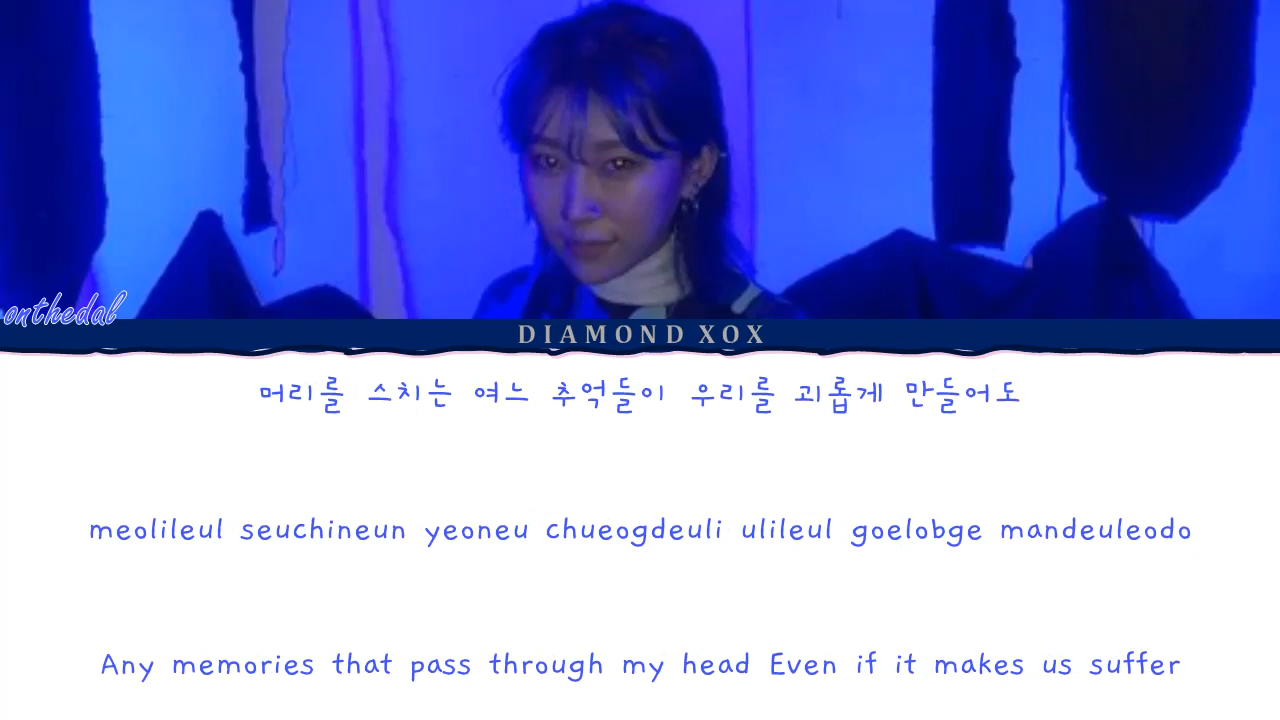 onthedal
DIAMOND XOX
머리를 스치는 여느 추억들이 우리를 괴롭게 만들어도
meolileul seuchineun yeoneu chueogdeuli ulileul goelobge mandeuleodo
Any memories that pass through my head Even if it makes us suffer